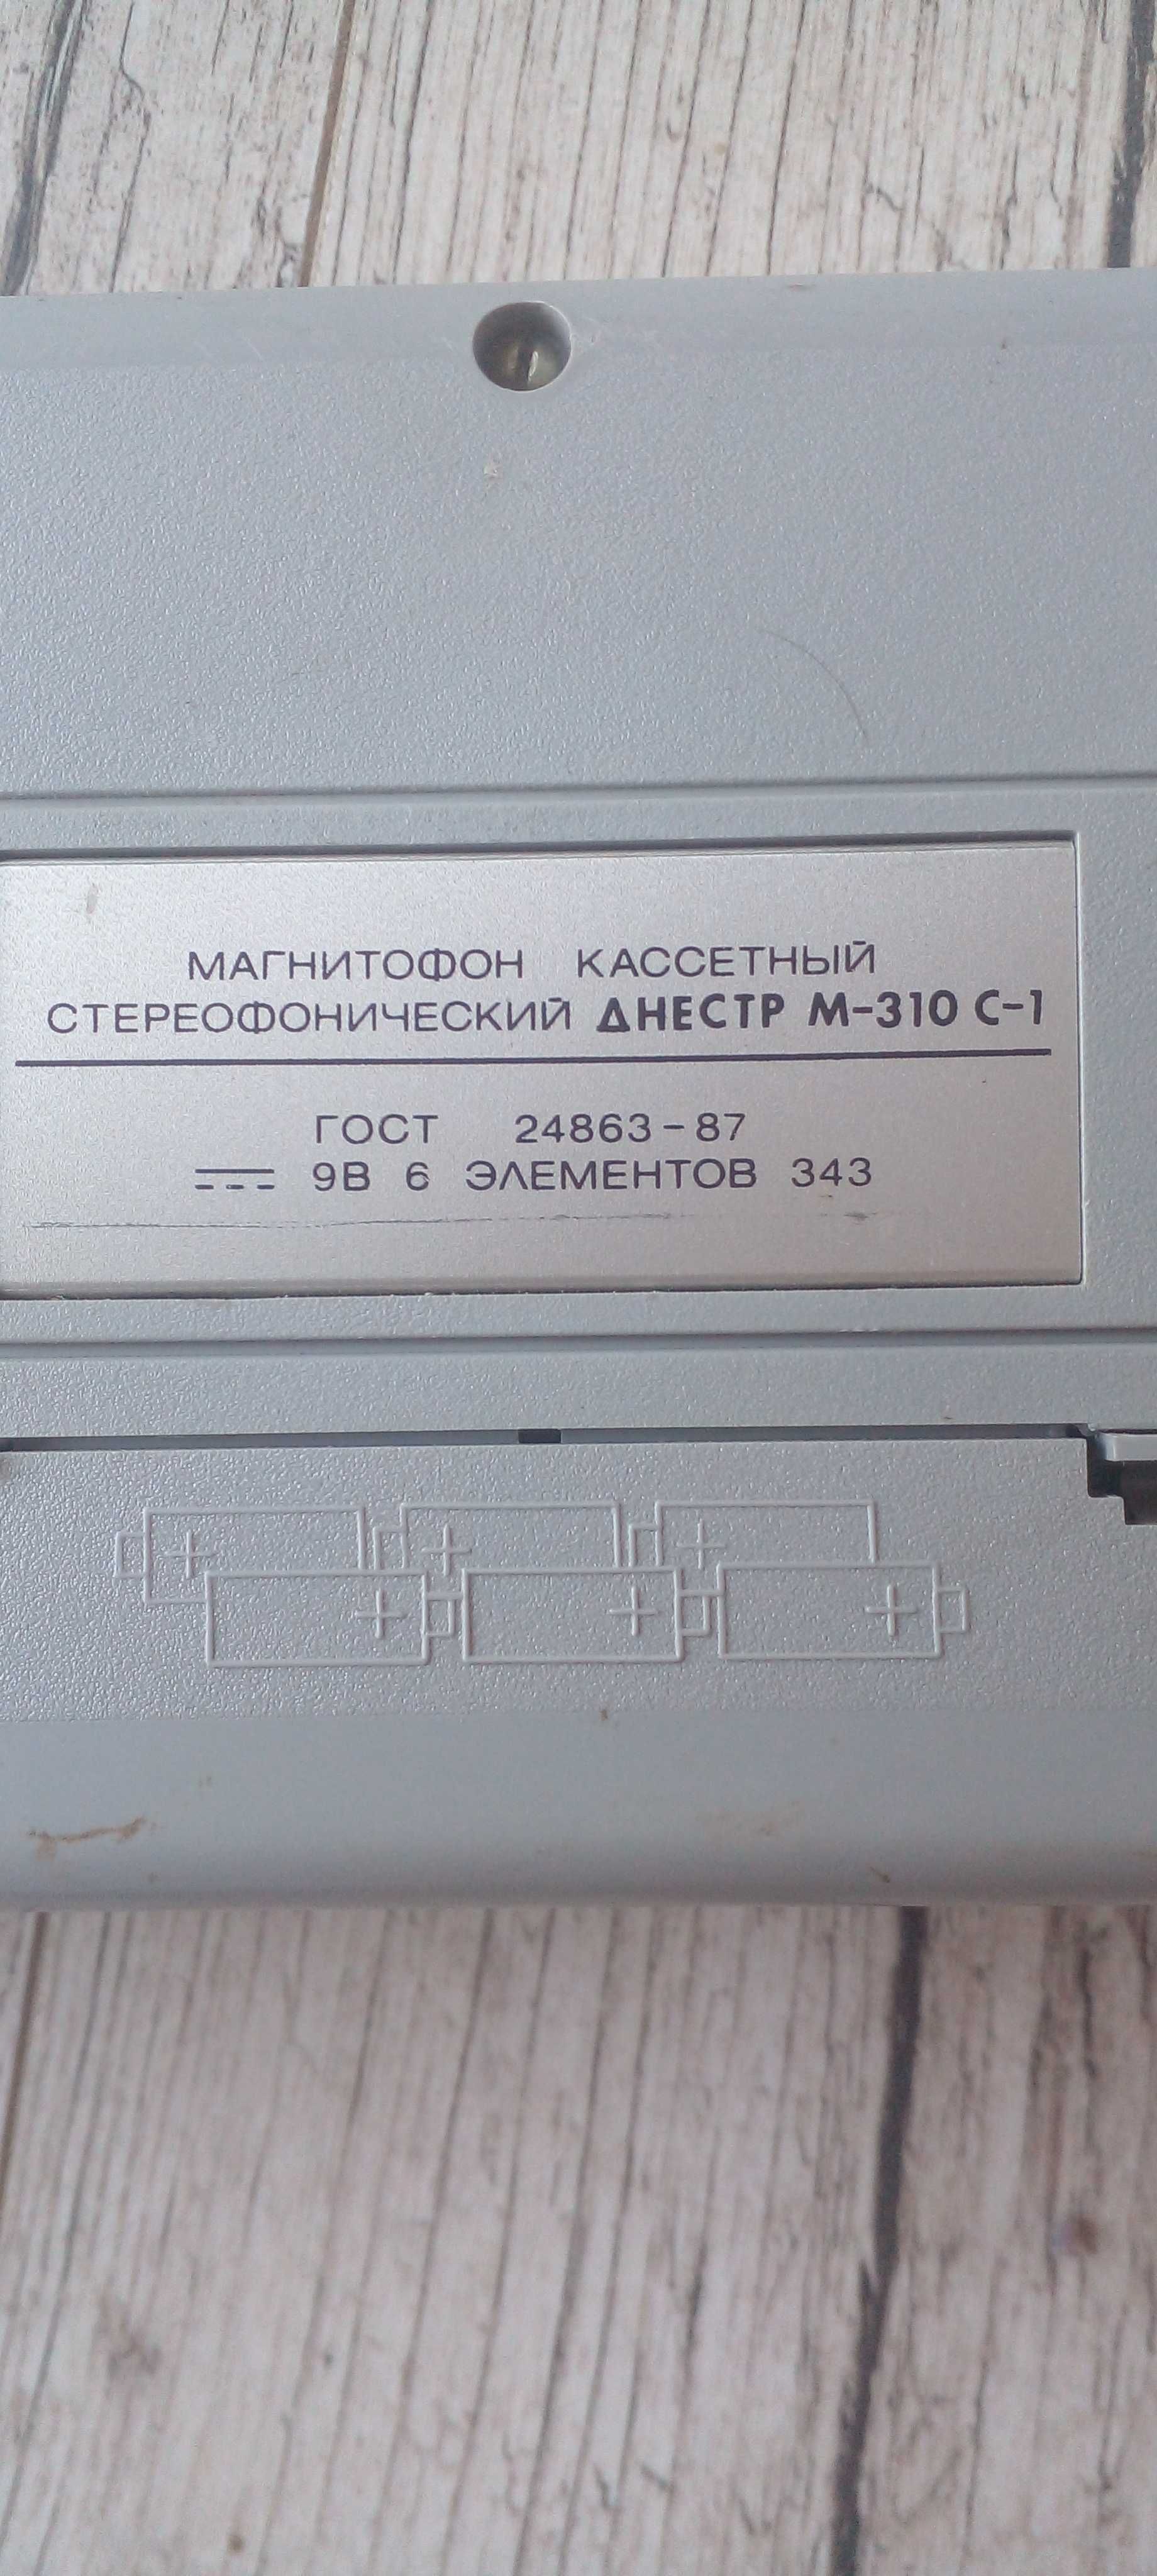 МАГНИТОФОН КАССЕТНЫЙ
СТЕРЕОФОНИЧЕСКИЙ ДНЕСТР М-310 С-1
ГОСТ 24863-87
9В 6 ЭЛЕМЕНТОВ 343
+ + +
+ + +